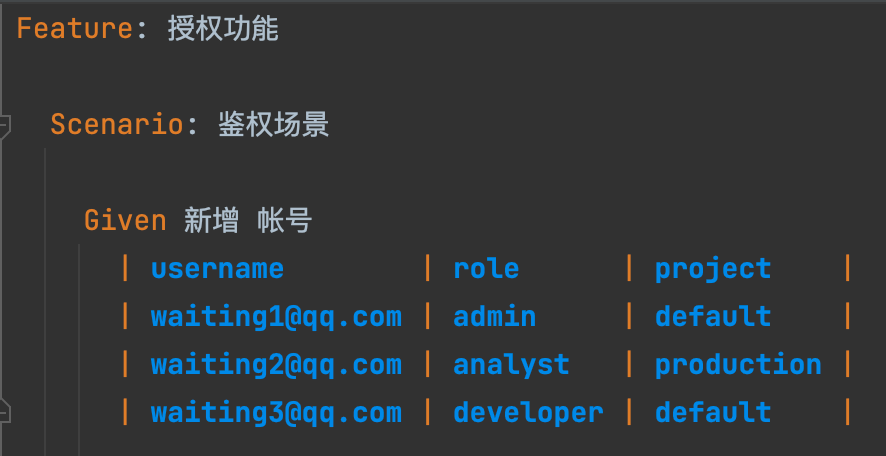 Feature: 授权功能
Scenario: 鉴权场景
Given 新增 帐号
| username | role | project |
| waiting1@qq.com | admin | default |
| waiting2@qq.com | analyst | production |
| waiting3@qq.com | developer | default |